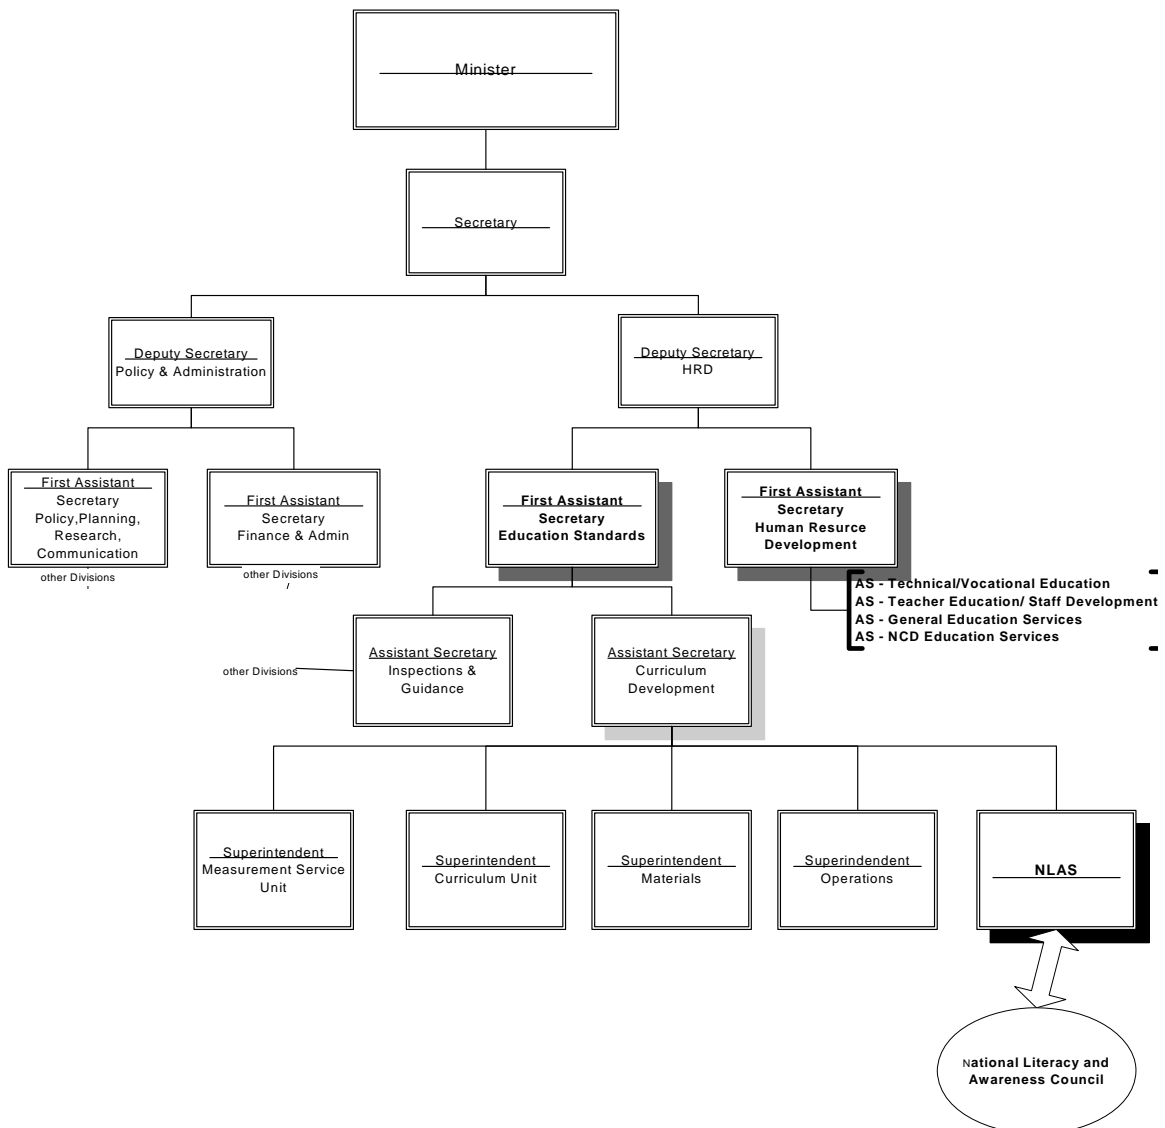 Minister
Secretary
Deputy Secretary
Policy & Administration
Deputy Secretary
HRD
First Assistant
Secretary
Policy,Planning,
Research,
Communication
other Divisions
First Assistant
Secretary
Finance & Admin
other Divisions
First Assistant
Secretary
Education Standards
First Assistant
Secretary
Human Resurce
Development
AS - Technical/Vocational Education
AS - Teacher Education/ Staff Development
AS - General Education Services
AS - NCD Education Services
other Divisions
Assistant Secretary
Inspections &
Guidance
Assistant Secretary
Curriculum
Development
Superintendent
Measurement Service
Unit
Superintendent
Curriculum Unit
Superintendent
Materials
Superindendent
Operations
NLAS
National Literacy and
Awareness Council